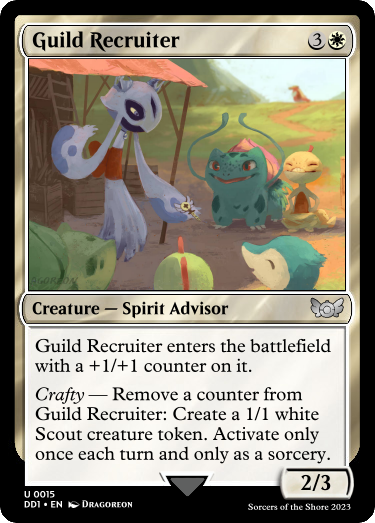 Guild Recruiter 3
AGOREON
Creature — Spirit Advisor
Guild Recruiter enters the battlefield
with a +1/+1 counter on it.
Crafty — Remove a counter from
Guild Recruiter: Create a 1/1 white
Scout creature token. Activate only
once each turn and only as a sorcery.
2/3
U 0015
DD1 • EN Dragoreon
Sorcers of the Shore 2023